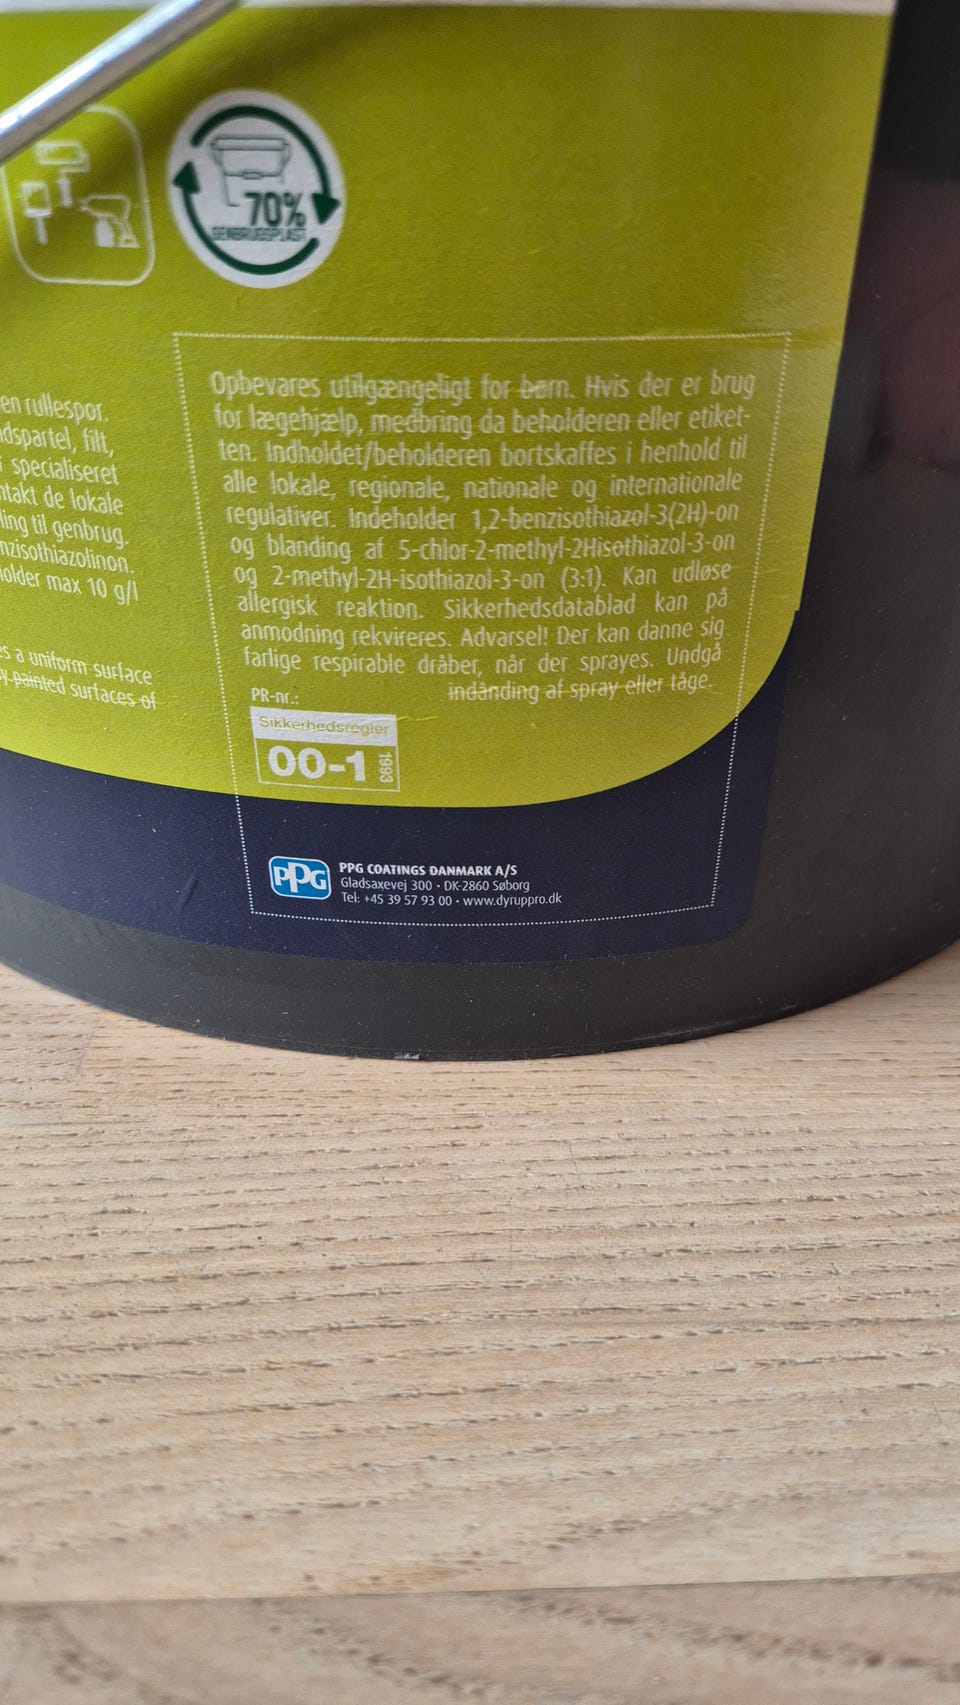 70%
GENBRUGSPLAST
en rullespor.
dspartel, filt,
specialiseret
ntakt de lokale
ling til genbrug.
nzisothiazolinon.
holder max 10 g/l
es a uniform surface
y painted surfaces of
Opbevares utilgængeligt for børn. Hvis der er brug
for lægehjælp, medbring da beholderen eller etiket-
ten. Indholdet/beholderen bortskaffes i henhold til
alle lokale, regionale, nationale og internationale
regulativer. Indeholder 1,2-benzisothiazol-3(2H)-on
og blanding af 5-chlor-2-methyl-2Hisothiazol-3-on
og 2-methyl-2H-isothiazol-3-on (3:1). Kan udløse
allergisk reaktion. Sikkerhedsdatablad kan på
anmodning rekvireres. Advarsel! Der kan danne sig
farlige respirable dråber, når der sprayes. Undgå
indånding af spray eller tåge.
PR-nr.:
Sikkerhedsregler
00-1 1993
PPG
PPG COATINGS DANMARK A/S
Gladsaxevej 300 · DK-2860 Søborg
Tel: +45 39 57 93 00 · www.dyruppro.dk